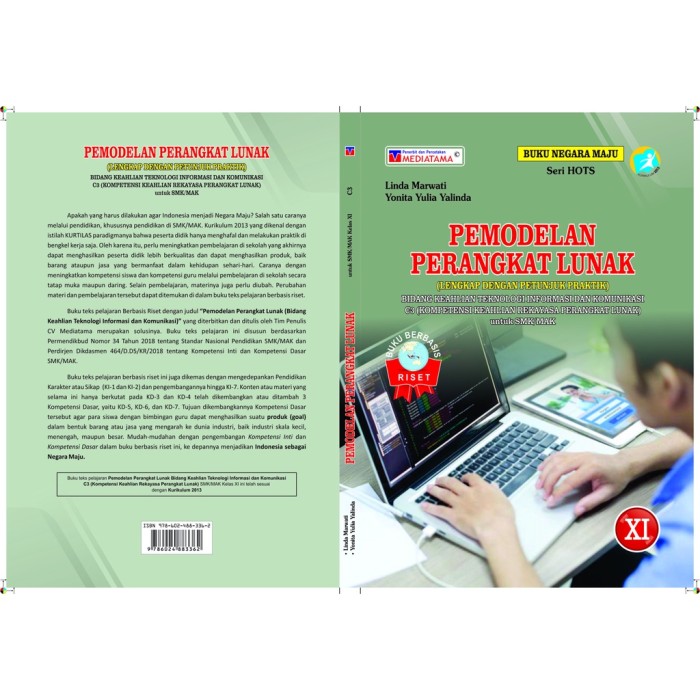 PEMODELAN PERANGKAT LUNAK
(LENGKAP DENGAN PETUNJUK PRAKTIK)
BIDANG KEAHLIAN TEKNOLOGI INFORMASI DAN KOMUNIKASI
C3 (KOMPETENSI KEAHLIAN REKAYASA PERANGKAT LUNAK)
untuk SMK/MAK
Apakah yang harus dilakukan agar Indonesia menjadi Negara Maju? Salah satu caranya
melalui pendidikan, khususnya pendidikan di SMK/MAK. Kurikulum 2013 yang dikenal dengan
istilah KURTILAS paradigmanya bahwa peserta didik hanya menghafal dan melakukan praktik di
bengkel kerja saja. Oleh karena itu, perlu meningkatkan pembelajaran di sekolah yang akhirnya
dapat menghasilkan peserta didik lebih berkualitas dan dapat menghasilkan produk, baik
barang ataupun jasa yang bermanfaat dalam kehidupan sehari-hari. Caranya dengan
meningkatkan kompetensi siswa dan kompetensi guru melalui pembelajaran di sekolah secara
tatap muka maupun daring. Selain pembelajaran, materinya juga perlu diubah. Perubahan
materi dan pembelajaran tersebut dapat ditemukan di dalam buku teks pelajaran berbasis riset.
Buku teks pelajaran Berbasis Riset dengan judul "Pemodelan Perangkat Lunak (Bidang
Keahlian Teknologi Informasi dan Komunikasi)" yang diterbitkan dan ditulis oleh Tim Penulis
CV Mediatama merupakan solusinya. Buku teks pelajaran ini disusun berdasarkan
Permendikbud Nomor 34 Tahun 2018 tentang Standar Nasional Pendidikan SMK/MAK dan
Perdirjen Dikdasmen 464/D.D5/KR/2018 tentang Kompetensi Inti dan Kompetensi Dasar
SMK/MAK.
Buku teks pelajaran berbasis riset ini juga dikemas dengan mengedepankan Pendidikan
Karakter atau Sikap (KI-1 dan KI-2) dan pengembangannya hingga KI-7. Konten atau materi yang
selama ini hanya berkutat pada KD-3 dan KD-4 telah dikembangkan atau ditambah 3
Kompetensi Dasar, yaitu KD-5, KD-6, dan KD-7. Tujuan dikembangkannya Kompetensi Dasar
tersebut agar para siswa dengan bimbingan guru dapat menghasilkan suatu produk (goal)
dalam bentuk barang atau jasa yang mengarah ke dunia industri, baik industri skala kecil,
menengah, maupun besar. Mudah-mudahan dengan pengembangan Kompetensi Inti dan
Kompetensi Dasar dalam buku berbasis riset ini, ke depannya menjadikan Indonesia sebagai
Negara Maju.
Buku teks pelajaran Pemodelan Perangkat Lunak Bidang Keahlian Teknologi Informasi dan Komunikasi
C3 (Kompetensi Keahlian Rekayasa Perangkat Lunak) SMK/MAK Kelas XI ini telah sesuai
dengan Kurikulum 2013
ISBN 978-602-488-336-2
9 786024 883362
C3
untuk SMK/MAK Kelas XI
PEMODELAN PERANGKAT LUNAK
• Linda Marwati
• Yonita Yulia Yalinda
Penerbit dan Percetakan
MEDIATAMA
©
BUKU NEGARA MAJU
Seri HOTS
Linda Marwati
Yonita Yulia Yalinda
PEMODELAN
PERANGKAT LUNAK
(LENGKAP DENGAN PETUNJUK PRAKTIK)
BIDANG KEAHLIAN TEKNOLOGI INFORMASI DAN KOMUNIKASI
C3 (KOMPETENSI KEAHLIAN REKAYASA PERANGKAT LUNAK)
untuk SMK/MAK
BUKU BERBASIS
RISET
XI